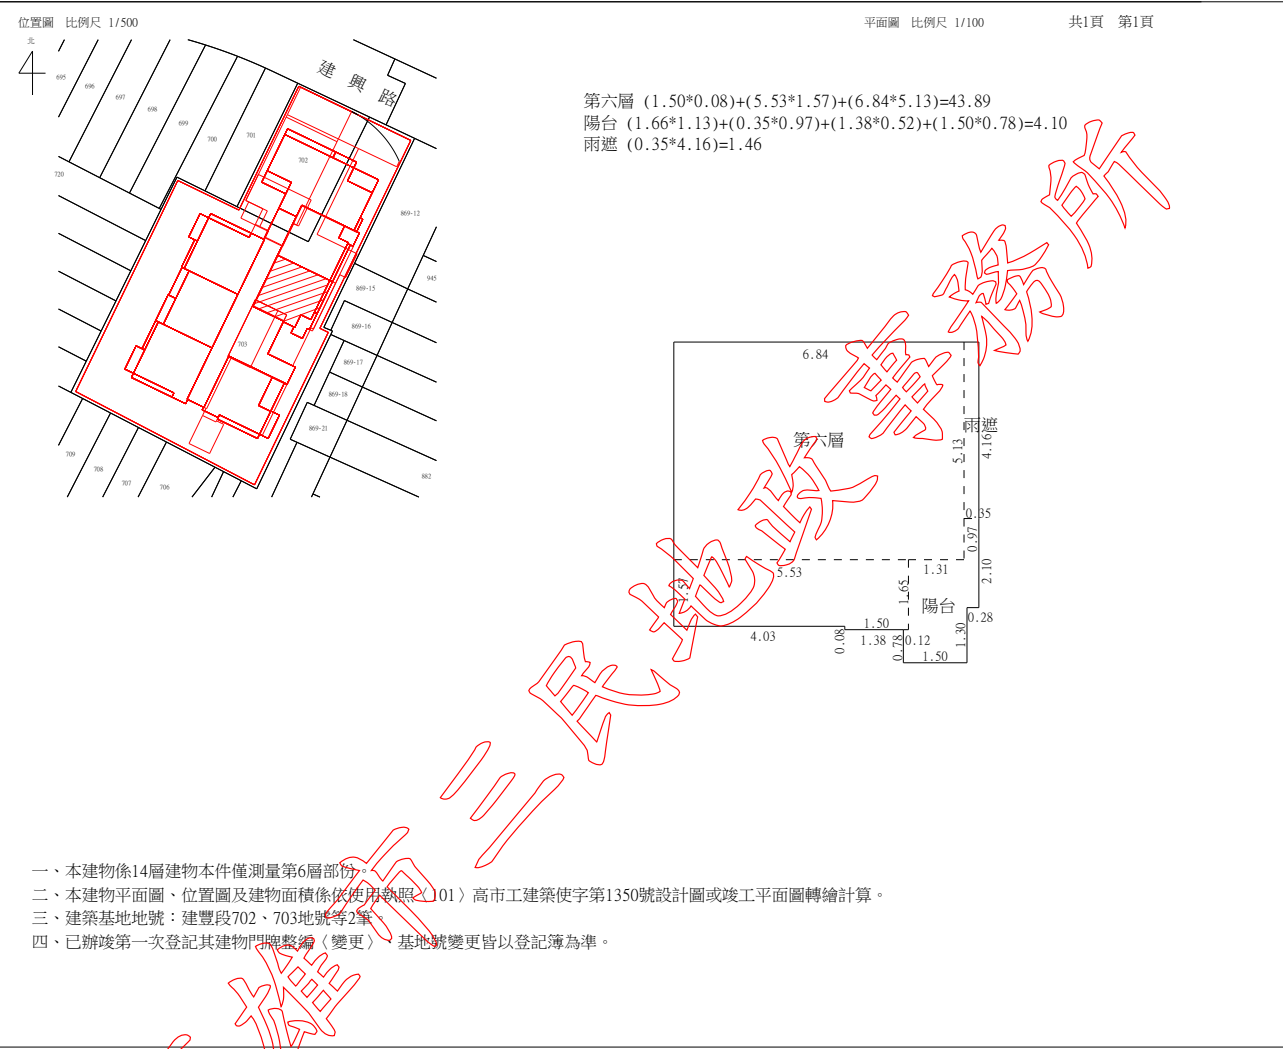 位置圖 比例尺 1/500
平面圖 比例尺 1/100
共1頁 第1頁
北
建興路
695
696
697
698
699
700
701
702
720
869-12
945
869-15
869-16
703
869-17
869-18
869-21
709
708
707
706
882
第六層 (1.50*0.08)+(5.53*1.57)+(6.84*5.13)=43.89
陽台 (1.66*1.13)+(0.35*0.97)+(1.38*0.52)+(1.50*0.78)=4.10
雨遮 (0.35*4.16)=1.46
6.84
第六層
雨遮
5.13
4.16
0.35
0.97
5.53
1.31
2.10
1.57
1.65
陽台
0.28
1.50
4.03
0.08
1.38
0.78
0.12
1.30
1.50
一、本建物係14層建物本件僅測量第6層部份。
二、本建物平面圖、位置圖及建物面積係依使用執照〈101〉高市工建築使字第1350號設計圖或竣工平面圖轉繪計算。
三、建築基地地號：建豐段702、703地號等2筆。
四、已辦竣第一次登記其建物門牌整編〈變更〉、基地號變更皆以登記簿為準。
雄市三民地政事務所